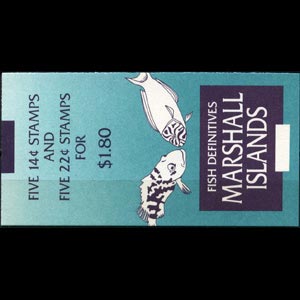 FIVE 14¢ STAMPS
AND
FIVE 22¢ STAMPS
FOR
$1.80
FISH DEFINITIVES
MARSHALL
ISLANDS